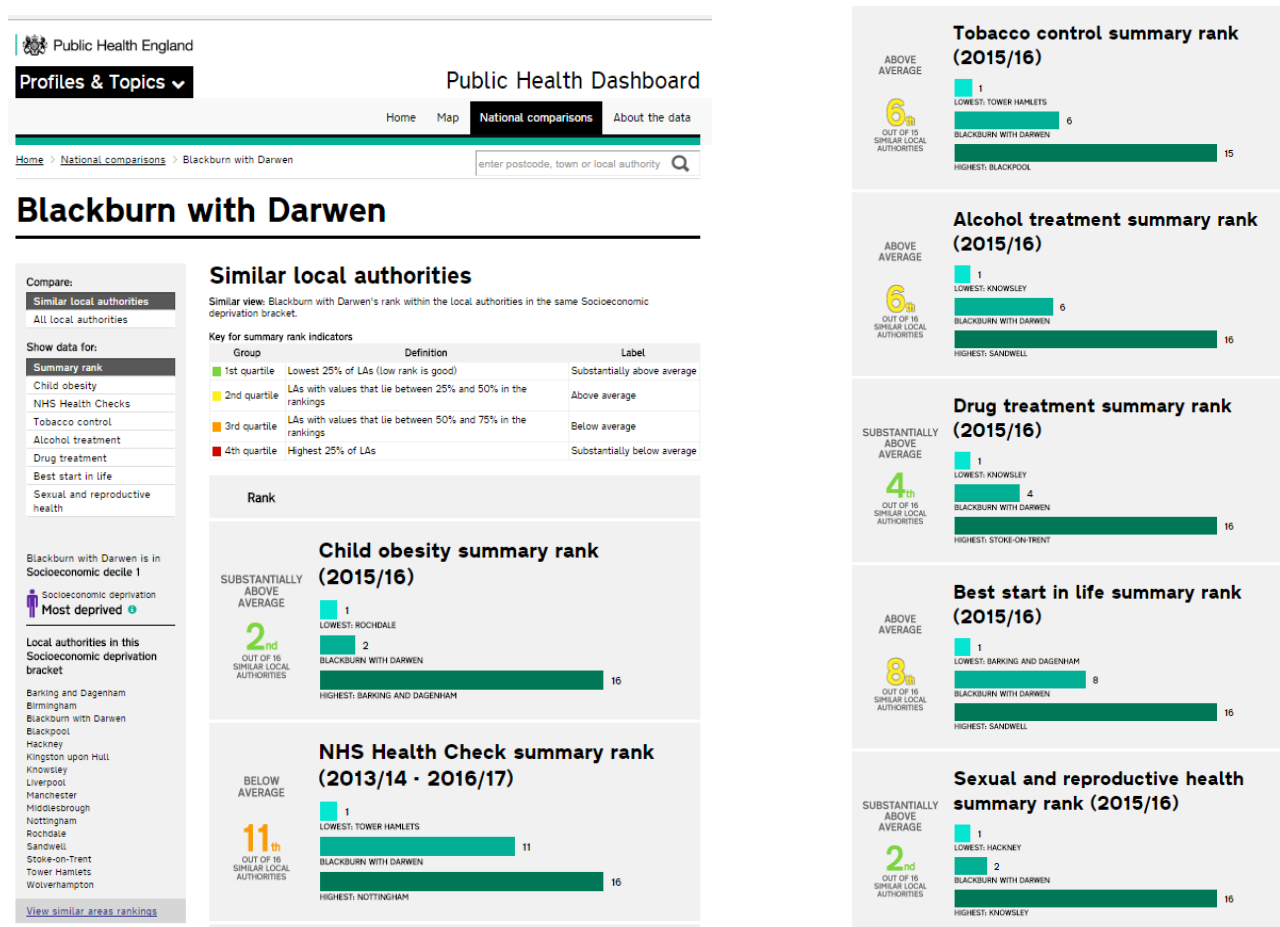 Public Health England
Profiles & Topics
Public Health Dashboard
Home Map National comparisons About the data
Home > National comparisons > Blackburn with Darwen
enter postcode, town or local authority
Blackburn with Darwen
Compare:
Similar local authorities
All local authorities
Show data for:
Summary rank
Child obesity
NHS Health Checks
Tobacco control
Alcohol treatment
Drug treatment
Best start in life
Sexual and reproductive
health
Blackburn with Darwen is in
Socioeconomic decile 1
Socioeconomic deprivation
Most deprived
Local authorities in this
Socioeconomic deprivation
bracket
Barking and Dagenham
Birmingham
Blackburn with Darwen
Blackpool
Hackney
Kingston upon Hull
Knowsley
Liverpool
Manchester
Middlesbrough
Nottingham
Rochdale
Sandwell
Stoke-on-Trent
Tower Hamlets
Wolverhampton
View similar areas rankings
Similar local authorities
Similar view: Blackburn with Darwen's rank within the local authorities in the same Socioeconomic
deprivation bracket.
Key for summary rank indicators
Group Definition Label
1st quartile Lowest 25% of LAs (low rank is good) Substantially above average
2nd quartile LAs with values that lie between 25% and 50% in the
rankings
Above average
3rd quartile LAs with values that lie between 50% and 75% in the
rankings
Below average
4th quartile Highest 25% of LAs Substantially below average
Rank
SUBSTANTIALLY
ABOVE
AVERAGE
2nd
OUT OF 16
SIMILAR LOCAL
AUTHORITIES
Child obesity summary rank
(2015/16)
1
LOWEST: ROCHDALE
2
BLACKBURN WITH DARWEN
16
HIGHEST: BARKING AND DAGENHAM
BELOW
AVERAGE
11th
OUT OF 16
SIMILAR LOCAL
AUTHORITIES
NHS Health Check summary rank
(2013/14 - 2016/17)
1
LOWEST: TOWER HAMLETS
11
BLACKBURN WITH DARWEN
16
HIGHEST: NOTTINGHAM
ABOVE
AVERAGE
6th
OUT OF 15
SIMILAR LOCAL
AUTHORITIES
Tobacco control summary rank
(2015/16)
1
LOWEST: TOWER HAMLETS
6
BLACKBURN WITH DARWEN
15
HIGHEST: BLACKPOOL
ABOVE
AVERAGE
6th
OUT OF 16
SIMILAR LOCAL
AUTHORITIES
Alcohol treatment summary rank
(2015/16)
1
LOWEST: KNOWSLEY
6
BLACKBURN WITH DARWEN
16
HIGHEST: SANDWELL
SUBSTANTIALLY
ABOVE
AVERAGE
4th
OUT OF 16
SIMILAR LOCAL
AUTHORITIES
Drug treatment summary rank
(2015/16)
1
LOWEST: KNOWSLEY
4
BLACKBURN WITH DARWEN
16
HIGHEST: STOKE-ON-TRENT
ABOVE
AVERAGE
8th
OUT OF 16
SIMILAR LOCAL
AUTHORITIES
Best start in life summary rank
(2015/16)
1
LOWEST: BARKING AND DAGENHAM
8
BLACKBURN WITH DARWEN
16
HIGHEST: SANDWELL
SUBSTANTIALLY
ABOVE
AVERAGE
2nd
OUT OF 16
SIMILAR LOCAL
AUTHORITIES
Sexual and reproductive health
summary rank (2015/16)
1
LOWEST: HACKNEY
2
BLACKBURN WITH DARWEN
16
HIGHEST: KNOWSLEY